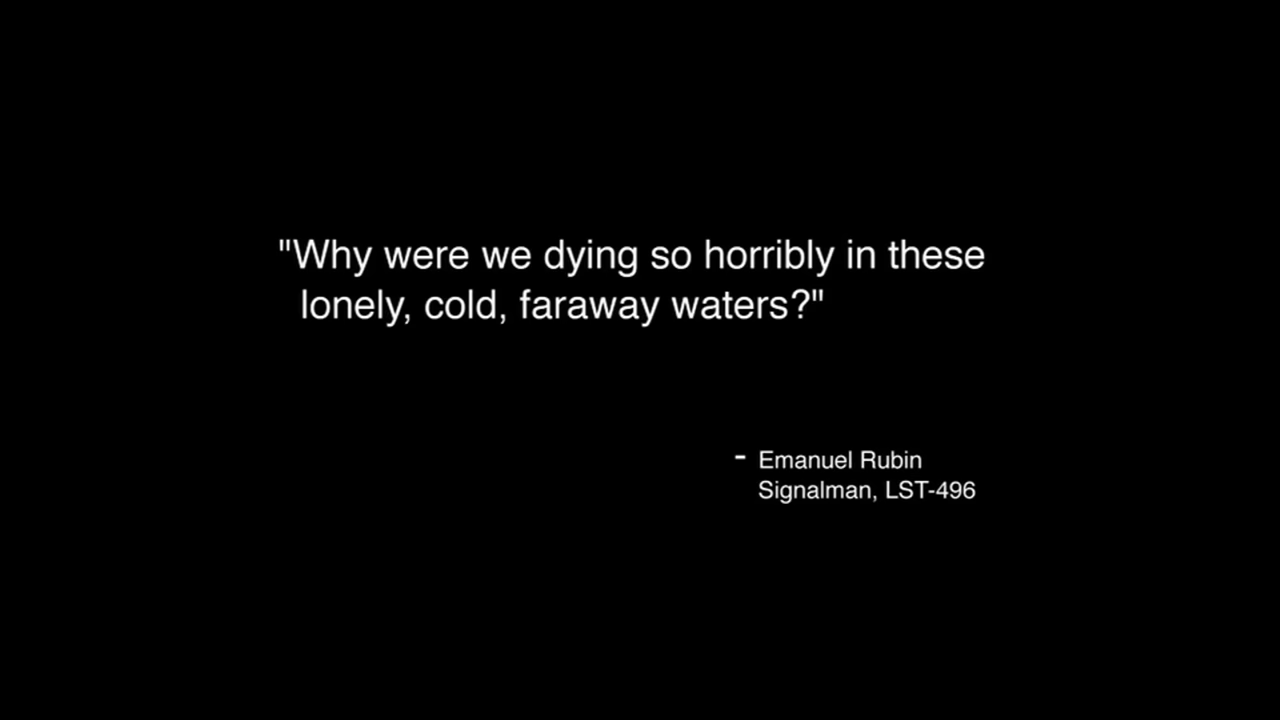 "Why were we dying so horribly in these
lonely, cold, faraway waters?"
- Emanuel Rubin
Signalman, LST-496